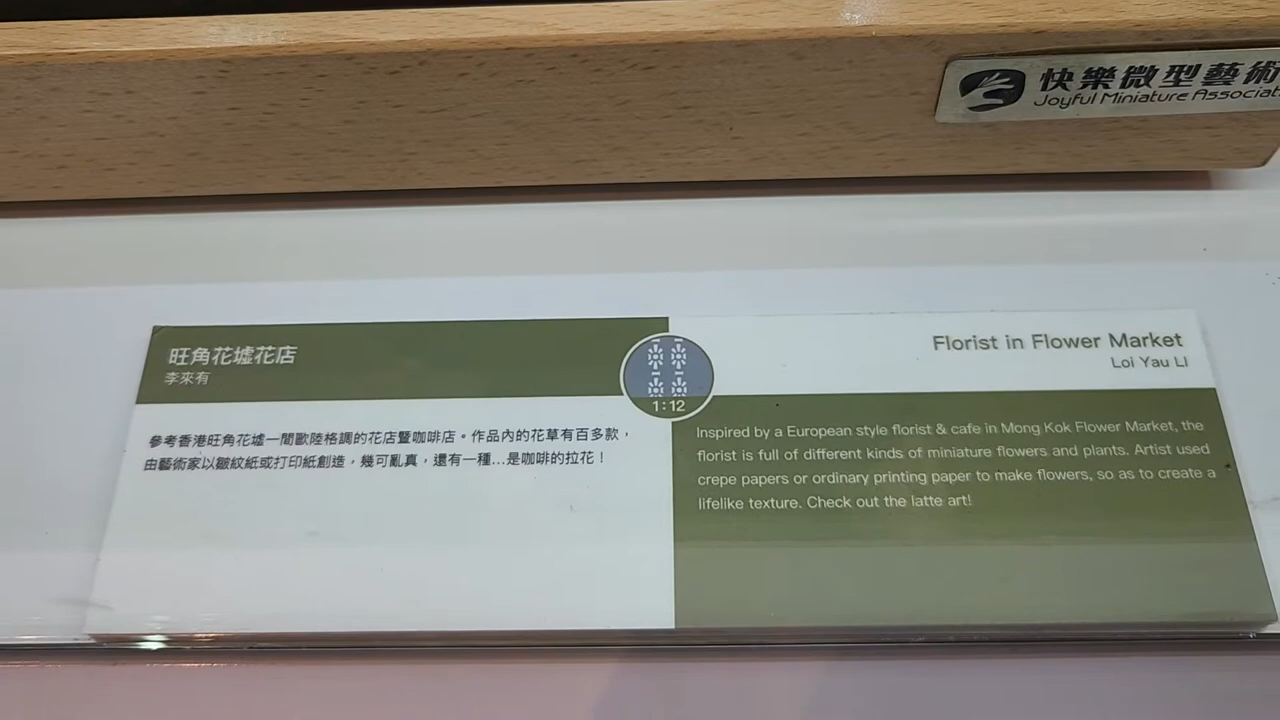 快樂微型藝術
Joyful Miniature Associat
旺角花墟花店
李來有
參考香港旺角花墟一間歐陸格調的花店暨咖啡店。作品內的花草有百多款，
由藝術家以皺紋紙或打印紙創造，幾可亂真，還有一種...是咖啡的拉花！
1:12
Florist in Flower Market
Loi Yau LI
Inspired by a European style florist & cafe in Mong Kok Flower Market, the
florist is full of different kinds of miniature flowers and plants. Artist used
crepe papers or ordinary printing paper to make flowers, so as to create a
lifelike texture. Check out the latte art!